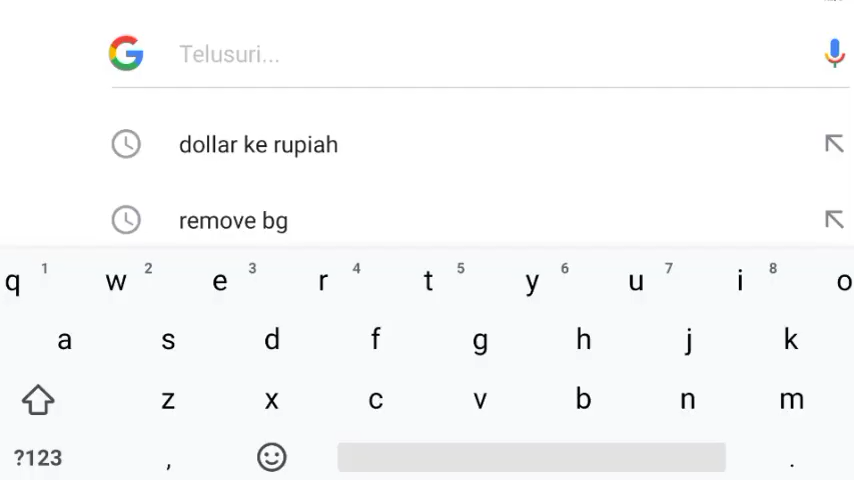 Telusuri...
dollar ke rupiah
remove bg
q 1 w 2 e 3 r 4 t 5 y 6 u 7 i 8 o
a s d f g h j k
z x c v b n m
?123 , .